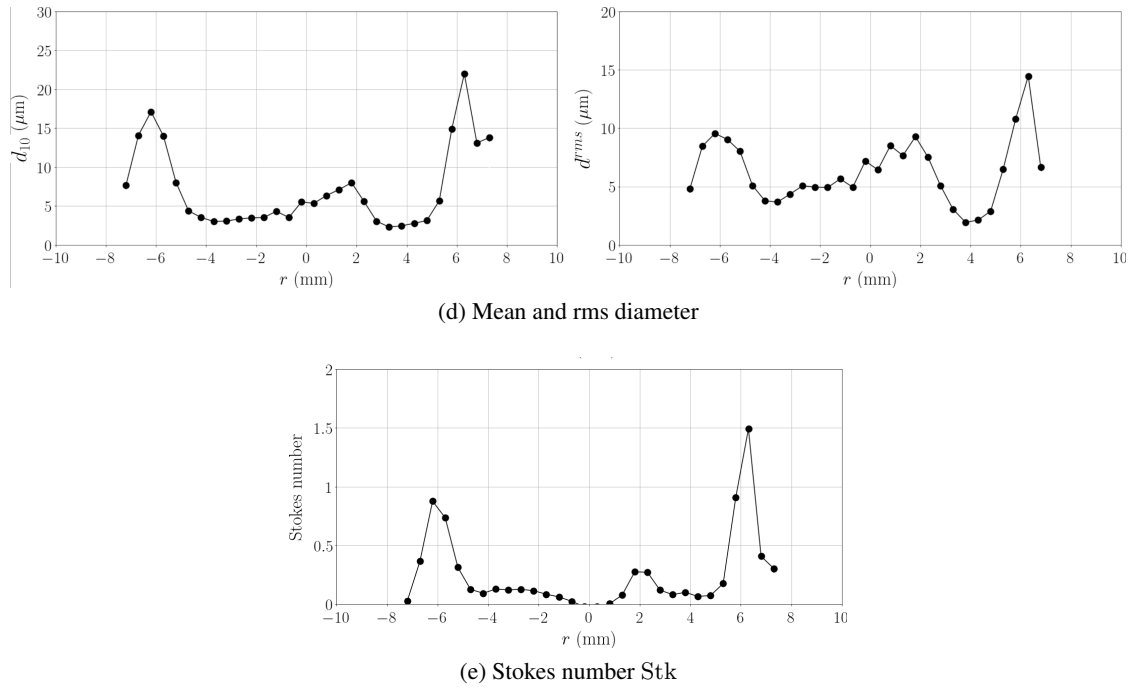 30
25
20
15
10
5
0
d₁₀ (μm)
−10 −8 −6 −4 −2 0 2 4 6 8 10
r (mm)
20
15
10
5
0
dʳᵐˢ (μm)
−10 −8 −6 −4 −2 0 2 4 6 8 10
r (mm)
(d) Mean and rms diameter
2
1.5
1
0.5
0
Stokes number
−10 −8 −6 −4 −2 0 2 4 6 8 10
r (mm)
(e) Stokes number Stk